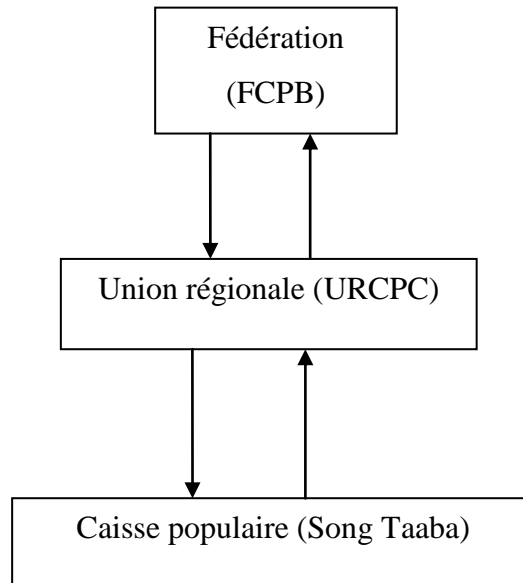 Fédération
(FCPB)
Union régionale (URCPC)
Caisse populaire (Song Taaba)